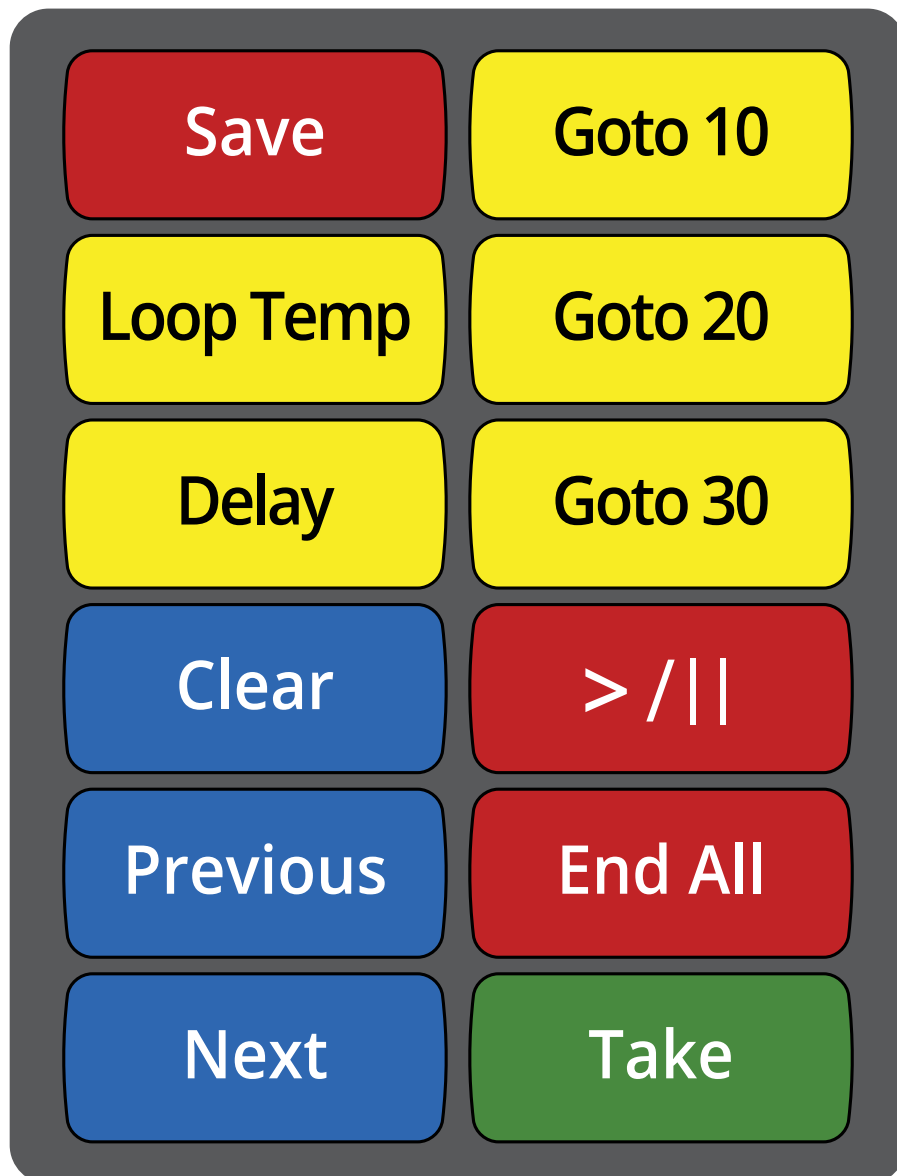 Save
Goto 10
Loop Temp
Goto 20
Delay
Goto 30
Clear
> /||
Previous
End All
Next
Take